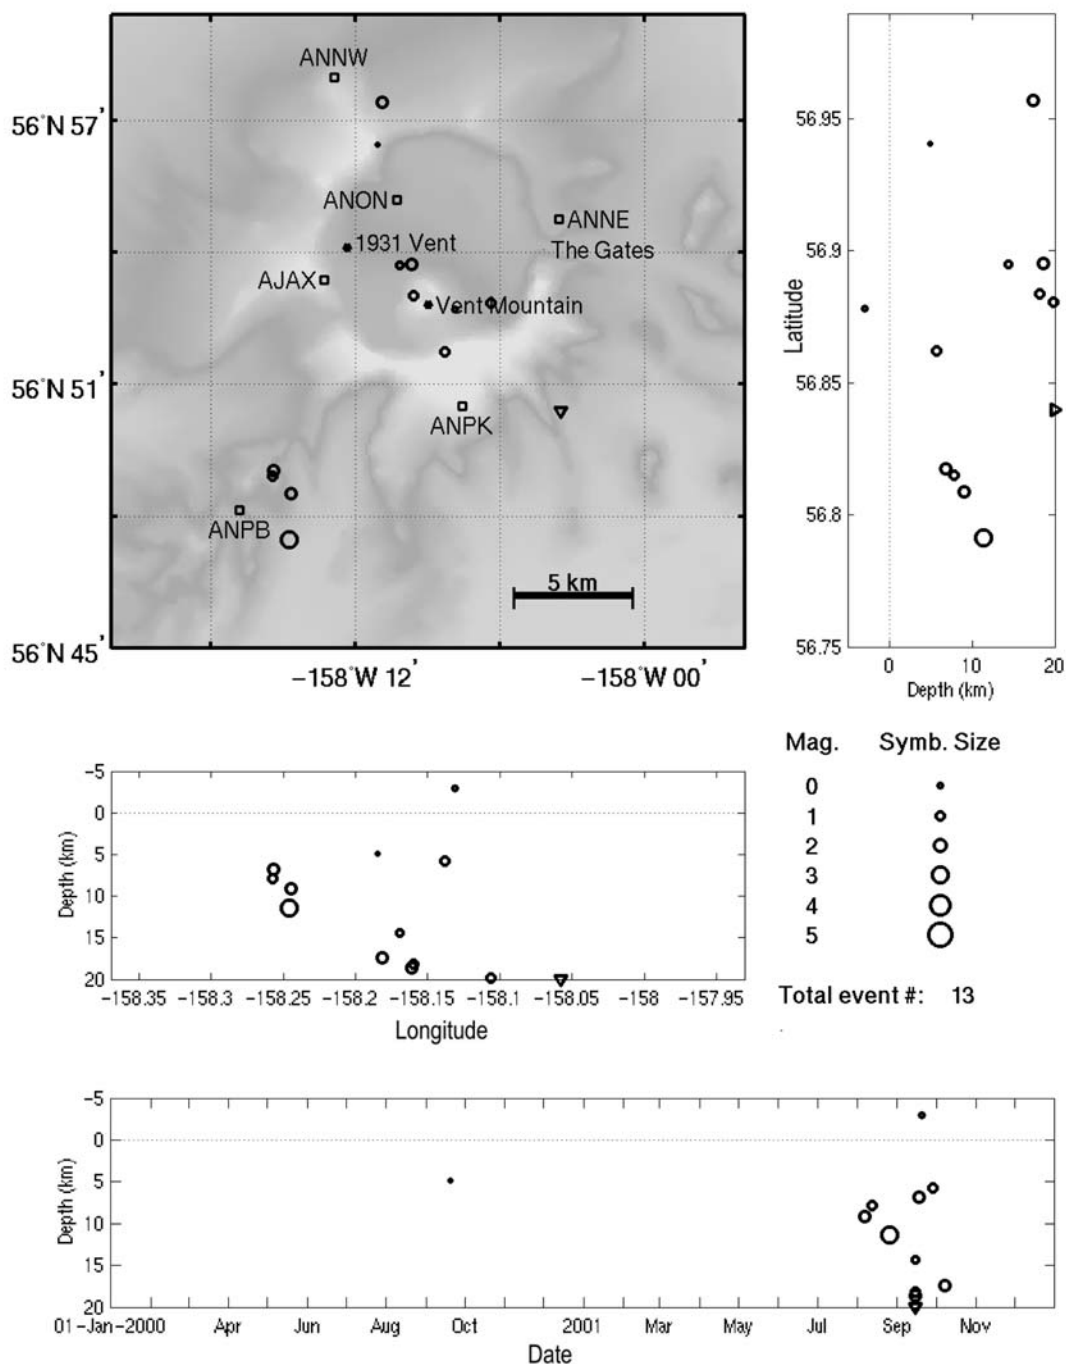 ANNW
56°N 57'
ANON
ANNE
1931 Vent
The Gates
AJAX
Vent Mountain
56°N 51'
ANPK
ANPB
5 km
56°N 45'
−158°W 12'
−158°W 00'
56.95
56.9
56.85
56.8
56.75
Latitude
0 10 20
Depth (km)
Mag. Symb. Size
0
1
2
3
4
5
Total event #: 13
−5
0
5
10
15
20
Depth (km)
−158.35 −158.3 −158.25 −158.2 −158.15 −158.1 −158.05 −158 −157.95
Longitude
−5
0
5
10
15
20
Depth (km)
01−Jan−2000 Apr Jun Aug Oct 2001 Mar May Jul Sep Nov
Date